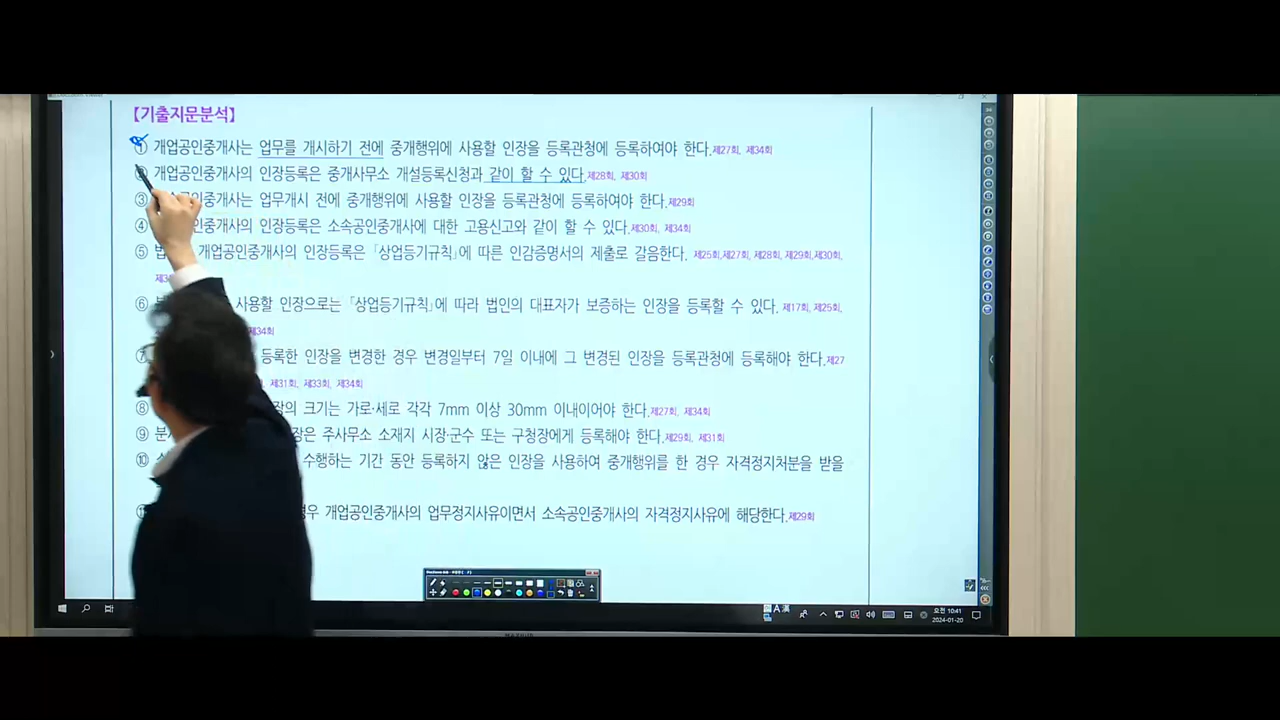 【기출지문분석】
① 개업공인중개사는 업무를 개시하기 전에 중개행위에 사용할 인장을 등록관청에 등록하여야 한다.제27회, 제34회
개업공인중개사의 인장등록은 중개사무소 개설등록신청과 같이 할 수 있다.제28회, 제30회
③ 공인중개사는 업무개시 전에 중개행위에 사용할 인장을 등록관청에 등록하여야 한다.제29회
④ 인중개사의 인장등록은 소속공인중개사에 대한 고용신고와 같이 할 수 있다.제30회, 제34회
⑤ 법 개업공인중개사의 인장등록은 「상업등기규칙」에 따른 인감증명서의 제출로 갈음한다. 제25회,제27회, 제28회, 제29회,제30회,
⑥ 사용할 인장으로는 「상업등기규칙」에 따라 법인의 대표자가 보증하는 인장을 등록할 수 있다. 제17회, 제25회,
제34회
⑦ 등록한 인장을 변경한 경우 변경일부터 7일 이내에 그 변경된 인장을 등록관청에 등록해야 한다.제27
제31회, 제33회, 제34회
⑧ 장의 크기는 가로·세로 각각 7mm 이상 30mm 이내이어야 한다.제27회, 제34회
⑨ 분사 장은 주사무소 소재지 시장·군수 또는 구청장에게 등록해야 한다.제29회, 제31회
⑩ 수행하는 기간 동안 등록하지 않은 인장을 사용하여 중개행위를 한 경우 자격정지처분을 받을
경우 개업공인중개사의 업무정지사유이면서 소속공인중개사의 자격정지사유에 해당한다.제29회
A 漢
오전 10:41
2024-01-20